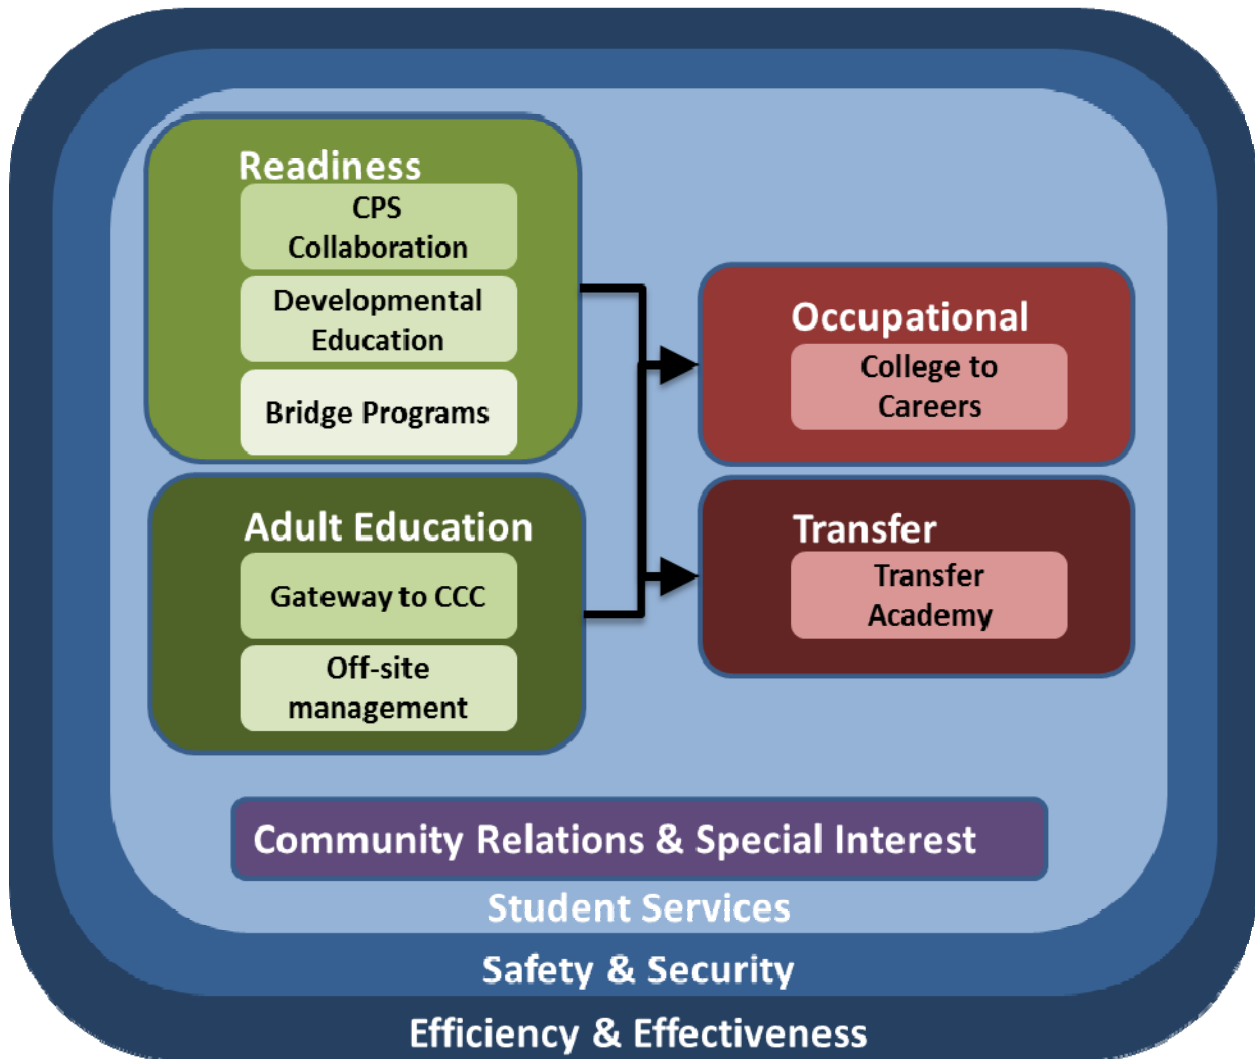 Readiness
CPS
Collaboration
Developmental
Education
Bridge Programs
Adult Education
Gateway to CCC
Off-site
management
Occupational
College to
Careers
Transfer
Transfer
Academy
Community Relations & Special Interest
Student Services
Safety & Security
Efficiency & Effectiveness